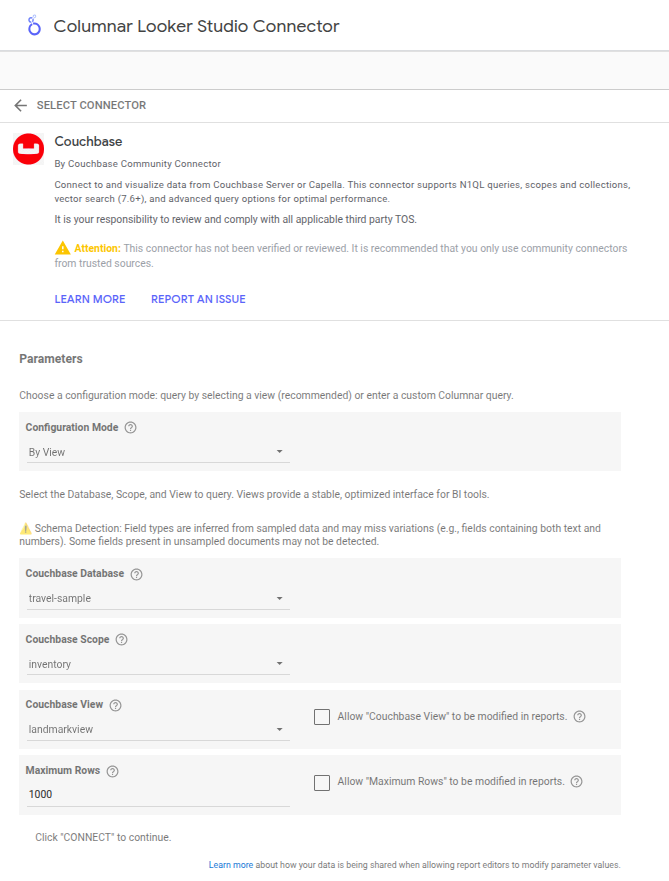 Columnar Looker Studio Connector
SELECT CONNECTOR
Couchbase
By Couchbase Community Connector
Connect to and visualize data from Couchbase Server or Capella. This connector supports N1QL queries, scopes and collections,
vector search (7.6+), and advanced query options for optimal performance.
It is your responsibility to review and comply with all applicable third party TOS.
Attention: This connector has not been verified or reviewed. It is recommended that you only use community connectors
from trusted sources.
LEARN MORE REPORT AN ISSUE
Parameters
Choose a configuration mode: query by selecting a view (recommended) or enter a custom Columnar query.
Configuration Mode
By View
Select the Database, Scope, and View to query. Views provide a stable, optimized interface for BI tools.
⚠️ Schema Detection: Field types are inferred from sampled data and may miss variations (e.g., fields containing both text and
numbers). Some fields present in unsampled documents may not be detected.
Couchbase Database
travel-sample
Couchbase Scope
inventory
Couchbase View
Allow "Couchbase View" to be modified in reports.
landmarkview
Maximum Rows
Allow "Maximum Rows" to be modified in reports.
1000
Click "CONNECT" to continue.
Learn more about how your data is being shared when allowing report editors to modify parameter values.